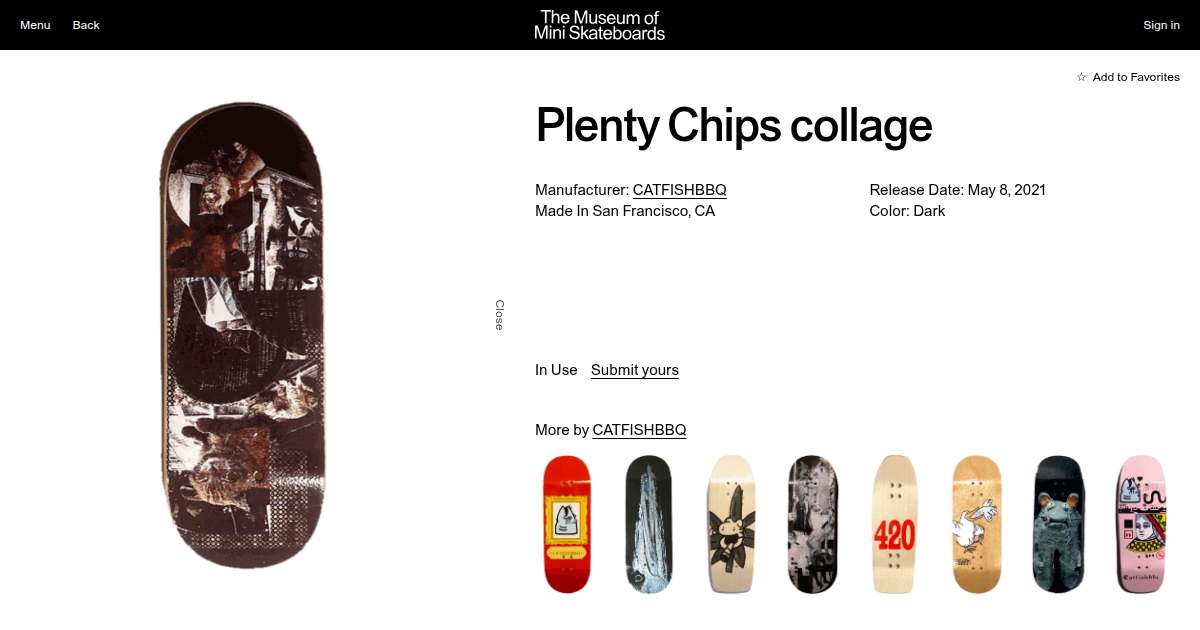 Menu
Back
The Museum of
Mini Skateboards
Sign in
☆ Add to Favorites
Plenty Chips collage
Manufacturer: CATFISHBBQ
Made In San Francisco, CA
Release Date: May 8, 2021
Color: Dark
Close
In Use
Submit yours
More by CATFISHBBQ
420